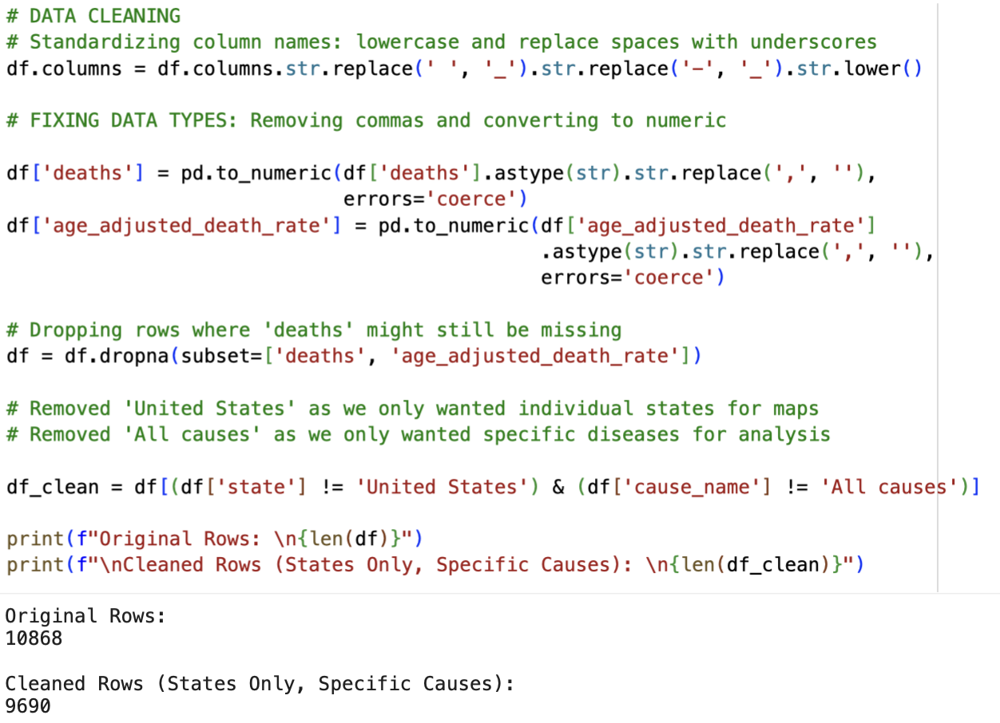 # DATA CLEANING
# Standardizing column names: lowercase and replace spaces with underscores
df.columns = df.columns.str.replace(' ', '_').str.replace('-', '_').str.lower()
# FIXING DATA TYPES: Removing commas and converting to numeric
df['deaths'] = pd.to_numeric(df['deaths'].astype(str).str.replace(',', ''),
errors='coerce')
df['age_adjusted_death_rate'] = pd.to_numeric(df['age_adjusted_death_rate']
.astype(str).str.replace(',', ''),
errors='coerce')
# Dropping rows where 'deaths' might still be missing
df = df.dropna(subset=['deaths', 'age_adjusted_death_rate'])
# Removed 'United States' as we only wanted individual states for maps
# Removed 'All causes' as we only wanted specific diseases for analysis
df_clean = df[(df['state'] != 'United States') & (df['cause_name'] != 'All causes')]
print(f"Original Rows: \n{len(df)}")
print(f"\nCleaned Rows (States Only, Specific Causes): \n{len(df_clean)}")
Original Rows:
10868
Cleaned Rows (States Only, Specific Causes):
9690